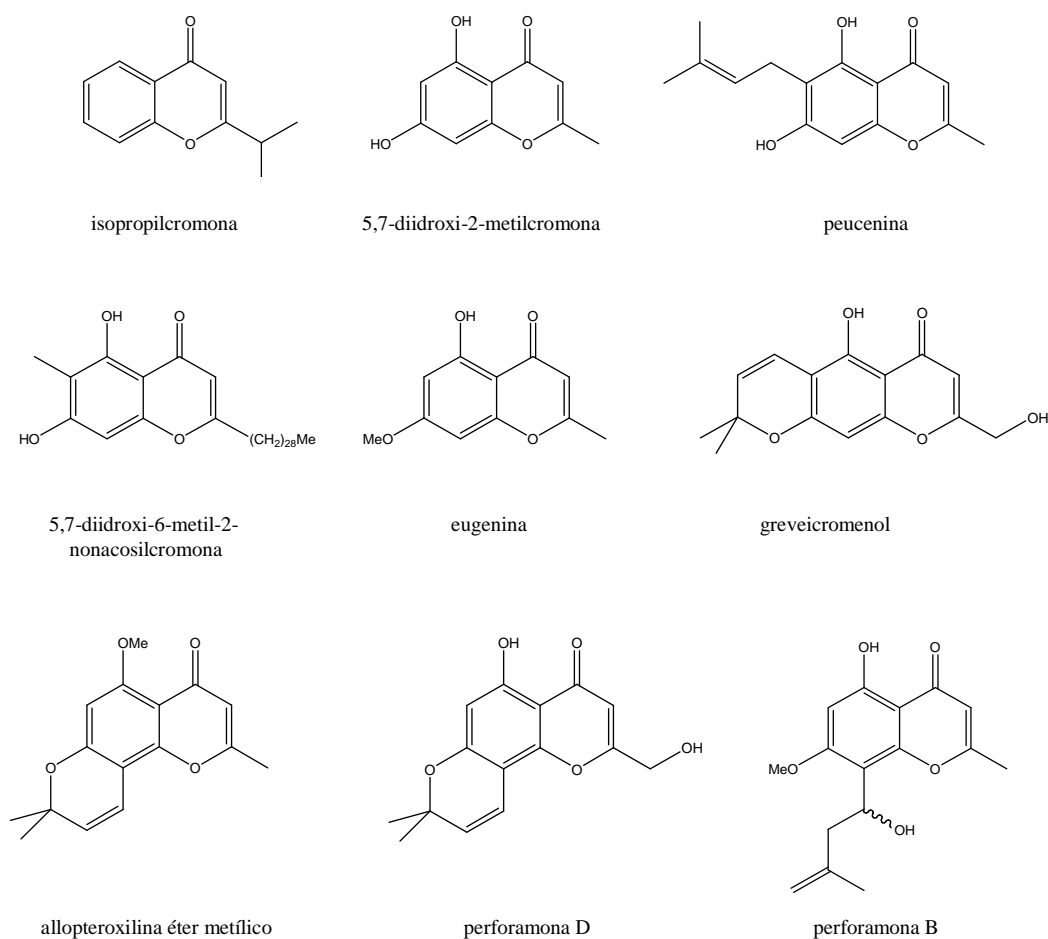 O
O
isopropilcromona
OH
O
HO
O
5,7-diidroxi-2-metilcromona
OH
O
HO
O
peucenina
OH
O
HO
O
(CH₂)₂₈Me
5,7-diidroxi-6-metil-2-
nonacosilcromona
OH
O
MeO
O
eugenina
OH
O
O
O
OH
greveicromenol
OMe
O
O
O
allopteroxilina éter metílico
OH
O
O
O
OH
perforamona D
OH
O
MeO
O
OH
perforamona B